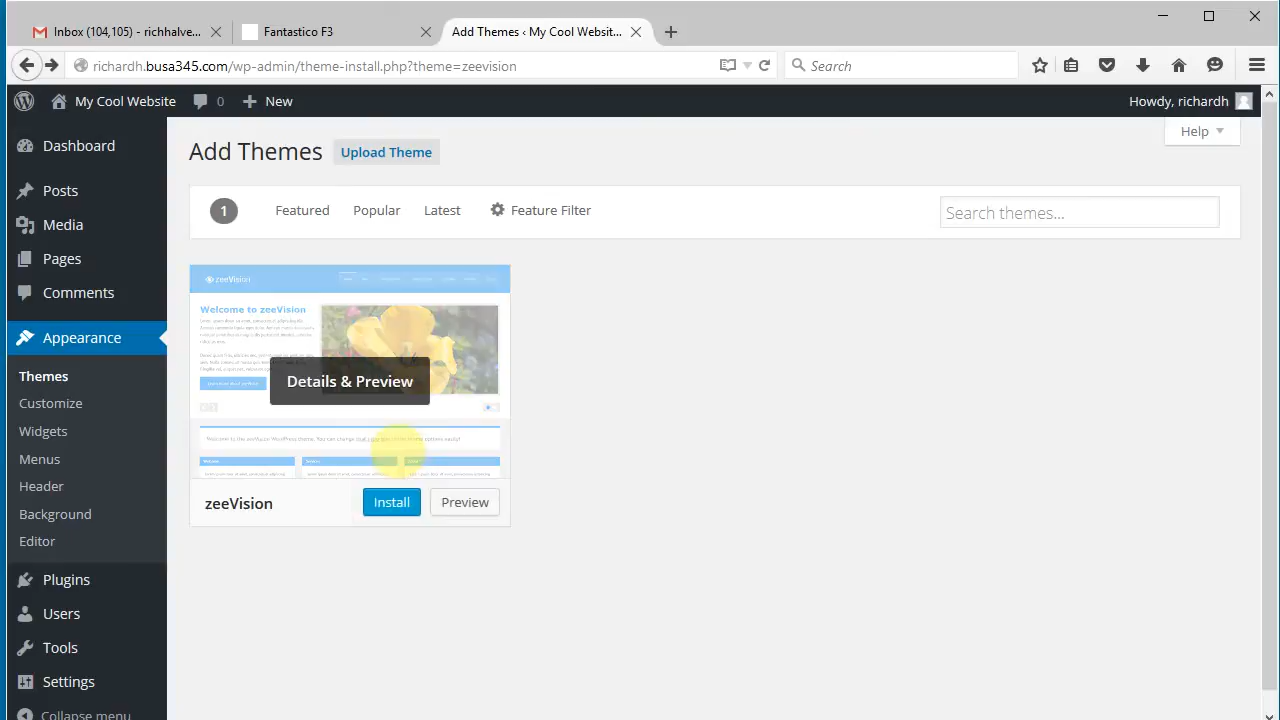 Inbox (104,105) - richhalve...
Fantastico F3
Add Themes ‹ My Cool Websit...
richardh.busa345.com/wp-admin/theme-install.php?theme=zeevision
Search
My Cool Website
0
New
Howdy, richardh
Help
Dashboard
Posts
Media
Pages
Comments
Appearance
Themes
Customize
Widgets
Menus
Header
Background
Editor
Plugins
Users
Tools
Settings
Collapse menu
Add Themes
Upload Theme
1
Featured
Popular
Latest
Feature Filter
Search themes...
zeeVision
Welcome to zeeVision
Details & Preview
zeeVision
Install
Preview